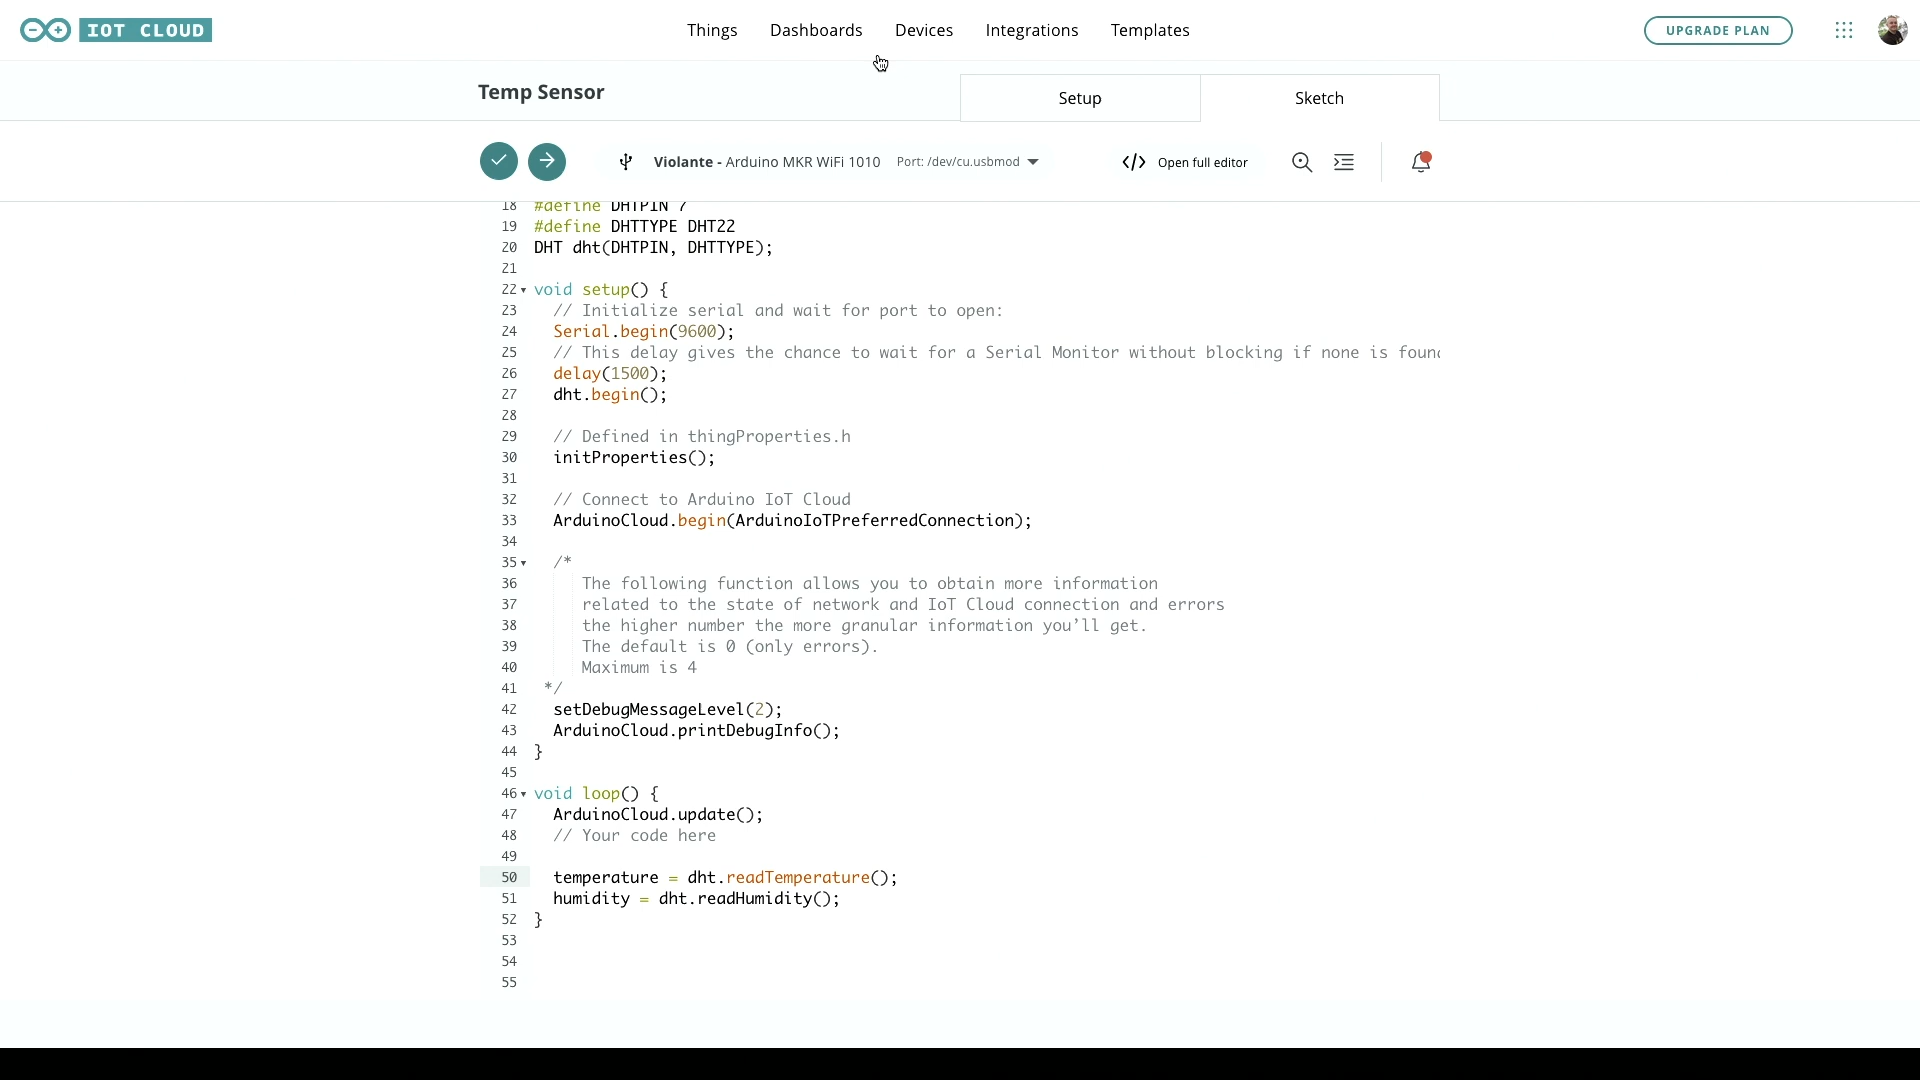 IOT CLOUD
Things Dashboards Devices Integrations Templates
UPGRADE PLAN
Temp Sensor
Setup
Sketch
Violante - Arduino MKR WiFi 1010 Port: /dev/cu.usbmod
</> Open full editor
18 #define DHTPIN 7
19 #define DHTTYPE DHT22
20 DHT dht(DHTPIN, DHTTYPE);
21
22 void setup() {
23 // Initialize serial and wait for port to open:
24 Serial.begin(9600);
25 // This delay gives the chance to wait for a Serial Monitor without blocking if none is foun
26 delay(1500);
27 dht.begin();
28
29 // Defined in thingProperties.h
30 initProperties();
31
32 // Connect to Arduino IoT Cloud
33 ArduinoCloud.begin(ArduinoIoTPreferredConnection);
34
35 /*
36 The following function allows you to obtain more information
37 related to the state of network and IoT Cloud connection and errors
38 the higher number the more granular information you’ll get.
39 The default is 0 (only errors).
40 Maximum is 4
41 */
42 setDebugMessageLevel(2);
43 ArduinoCloud.printDebugInfo();
44 }
45
46 void loop() {
47 ArduinoCloud.update();
48 // Your code here
49
50 temperature = dht.readTemperature();
51 humidity = dht.readHumidity();
52 }
53
54
55